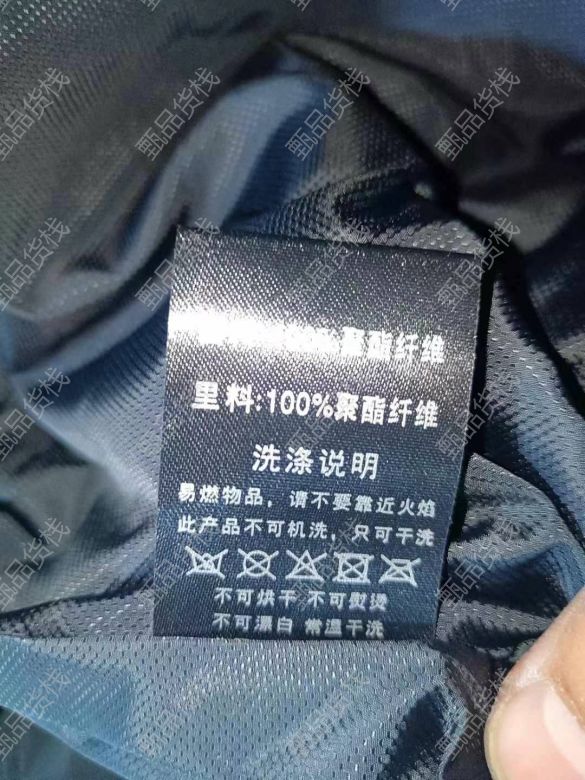 聚酯纤维
里料:100%聚酯纤维
洗涤说明
易燃物品，请不要靠近火焰
此产品不可机洗，只可干洗
不可烘干 不可熨烫
不可漂白 常温干洗
甄品货栈